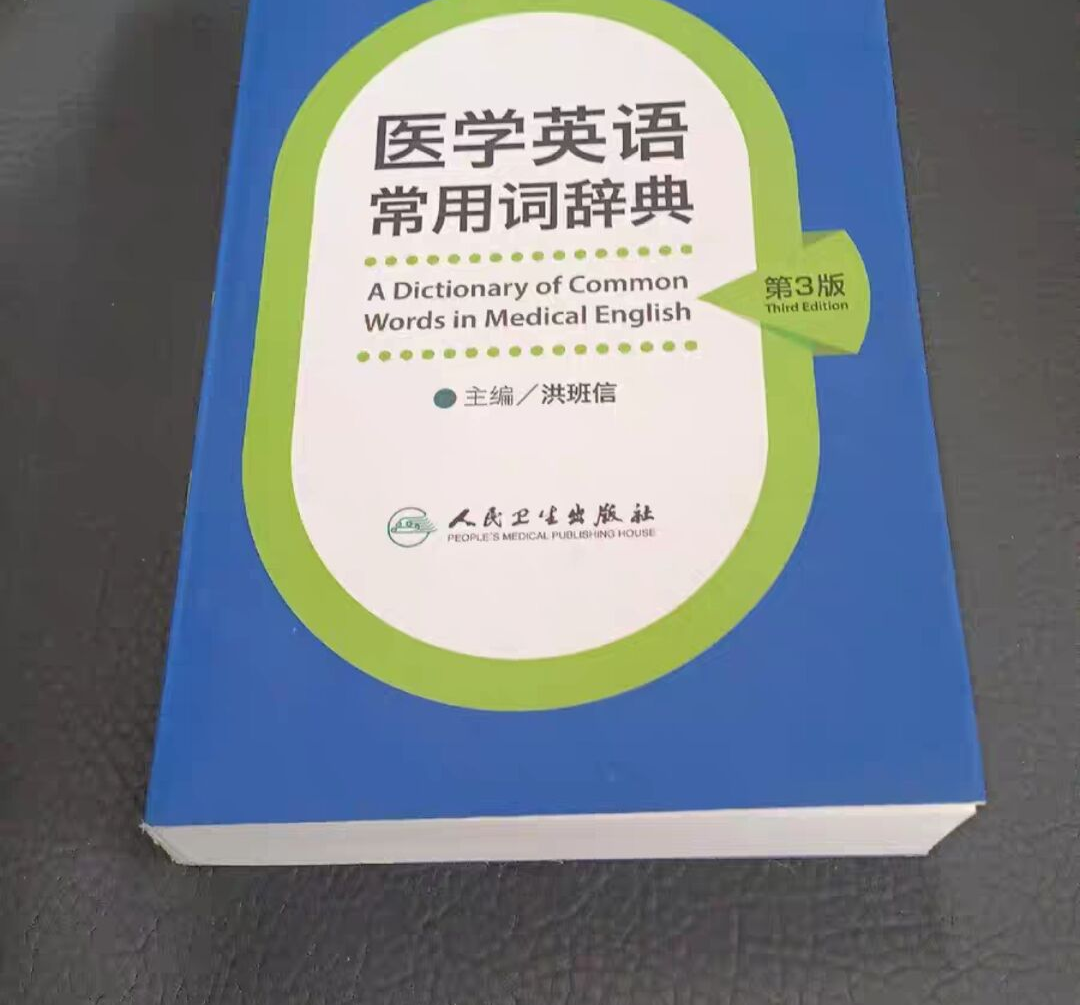 医学英语
常用词辞典
A Dictionary of Common
Words in Medical English
第3版
Third Edition
主编／洪班信
人民卫生出版社
PEOPLE'S MEDICAL PUBLISHING HOUSE